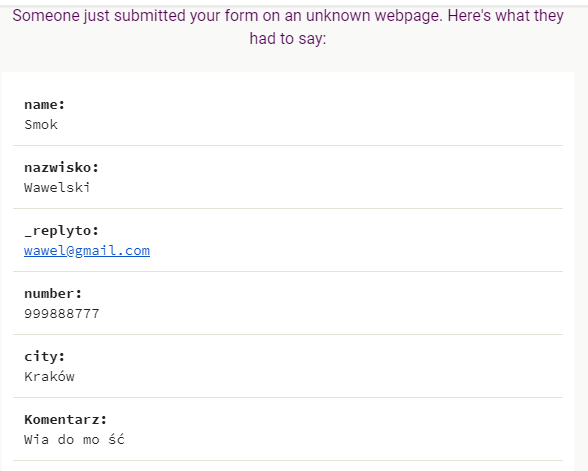 Someone just submitted your form on an unknown webpage. Here's what they
had to say:
name:
Smok
nazwisko:
Wawelski
_replyto:
wawel@gmail.com
number:
999888777
city:
Kraków
Komentarz:
Wia do mo ść